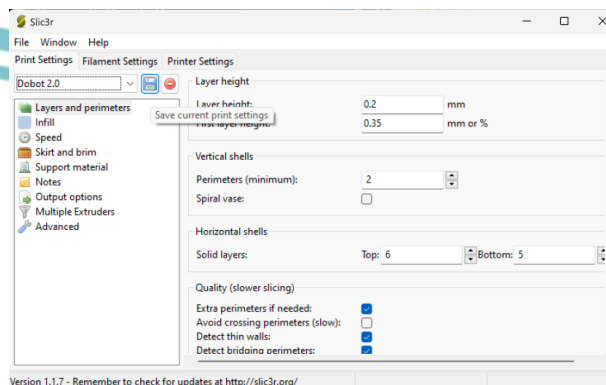 Slic3r
File Window Help
Print Settings Filament Settings Printer Settings
Dobot 2.0
Save current print settings
Layers and perimeters
Infill
Speed
Skirt and brim
Support material
Notes
Output options
Multiple Extruders
Advanced
Layer height
Layer height: 0.2 mm
First layer height: 0.35 mm or %
Vertical shells
Perimeters (minimum): 2
Spiral vase:
Horizontal shells
Solid layers: Top: 6 Bottom: 5
Quality (slower slicing)
Extra perimeters if needed:
Avoid crossing perimeters (slow):
Detect thin walls:
Detect bridging perimeters:
Version 1.1.7 - Remember to check for updates at http://slic3r.org/